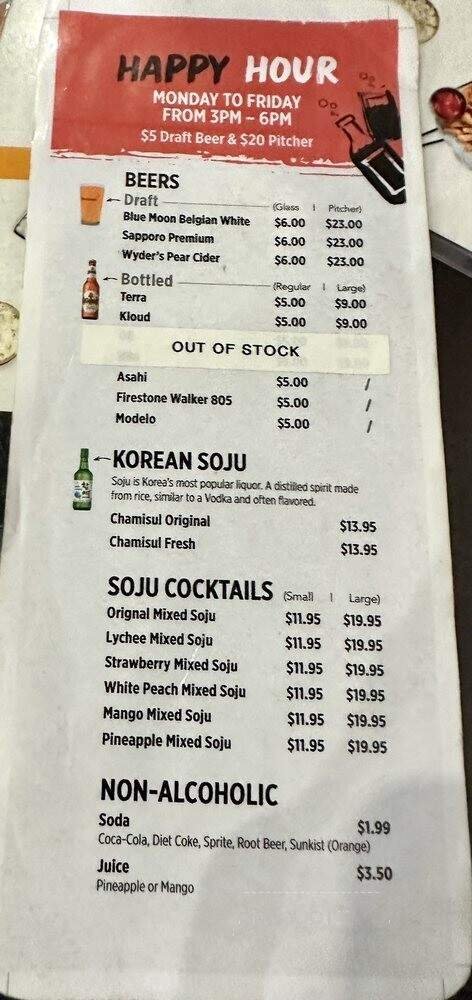 HAPPY HOUR
MONDAY TO FRIDAY
FROM 3PM – 6PM
$5 Draft Beer & $20 Pitcher
BEERS
Draft (Glass | Pitcher)
Blue Moon Belgian White $6.00 $23.00
Sapporo Premium $6.00 $23.00
Wyder's Pear Cider $6.00 $23.00
Bottled (Regular | Large)
Terra $5.00 $9.00
Kloud $5.00 $9.00
OUT OF STOCK
Asahi $5.00 /
Firestone Walker 805 $5.00 /
Modelo $5.00 /
KOREAN SOJU
Soju is Korea's most popular liquor. A distilled spirit made
from rice, similar to a Vodka and often flavored.
Chamisul Original $13.95
Chamisul Fresh $13.95
SOJU COCKTAILS (Small | Large)
Orignal Mixed Soju $11.95 $19.95
Lychee Mixed Soju $11.95 $19.95
Strawberry Mixed Soju $11.95 $19.95
White Peach Mixed Soju $11.95 $19.95
Mango Mixed Soju $11.95 $19.95
Pineapple Mixed Soju $11.95 $19.95
NON-ALCOHOLIC
Soda $1.99
Coca-Cola, Diet Coke, Sprite, Root Beer, Sunkist (Orange)
Juice $3.50
Pineapple or Mango